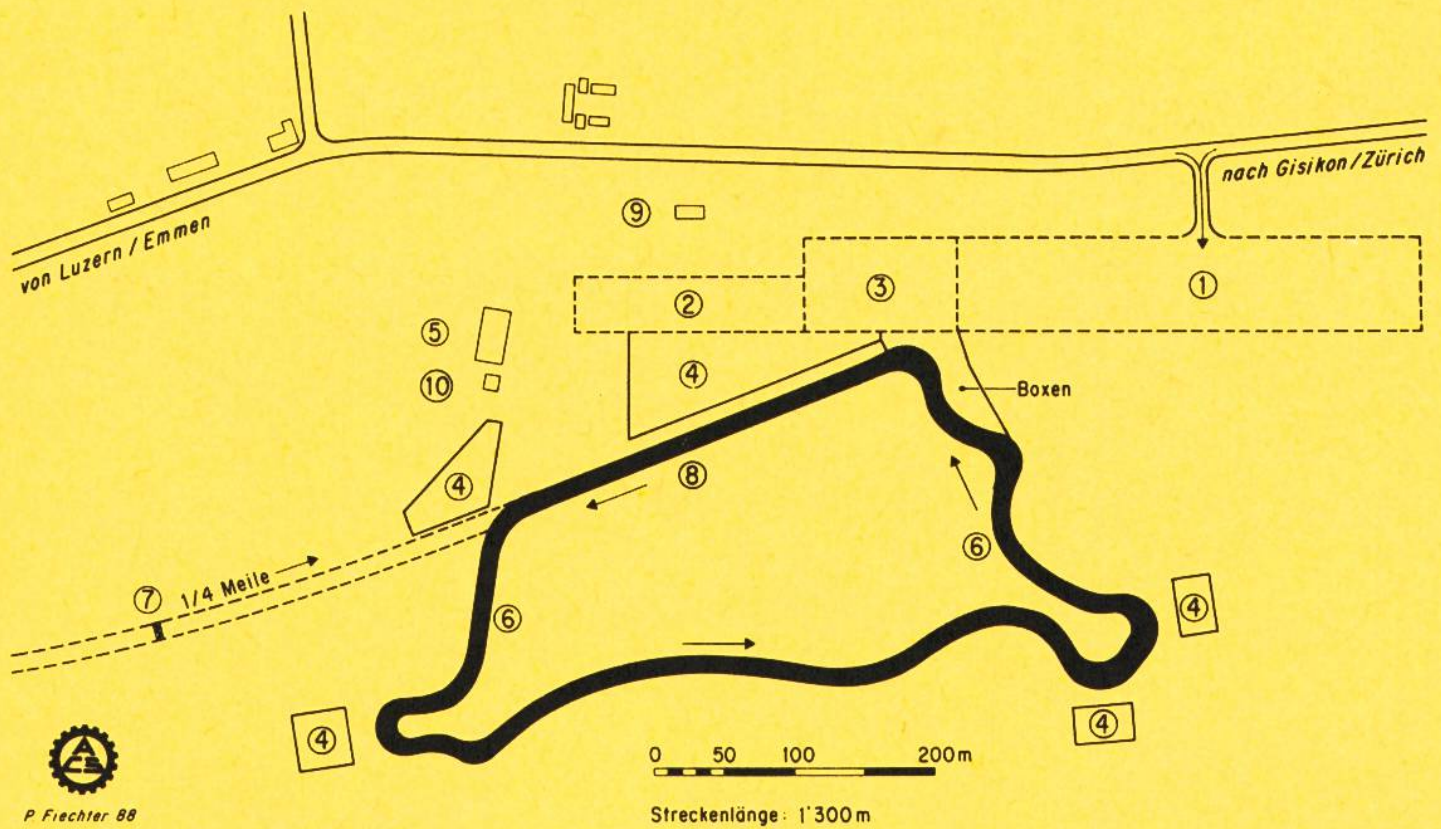 von Luzern / Emmen
nach Gisikon / Zürich
⑨
②
③
①
⑤
④
⑩
Boxen
④
⑧
⑥
⑦
1/4 Meile
⑥
④
④
④
ACS
0 50 100 200 m
P. Fiechter 88
Streckenlänge: 1'300 m